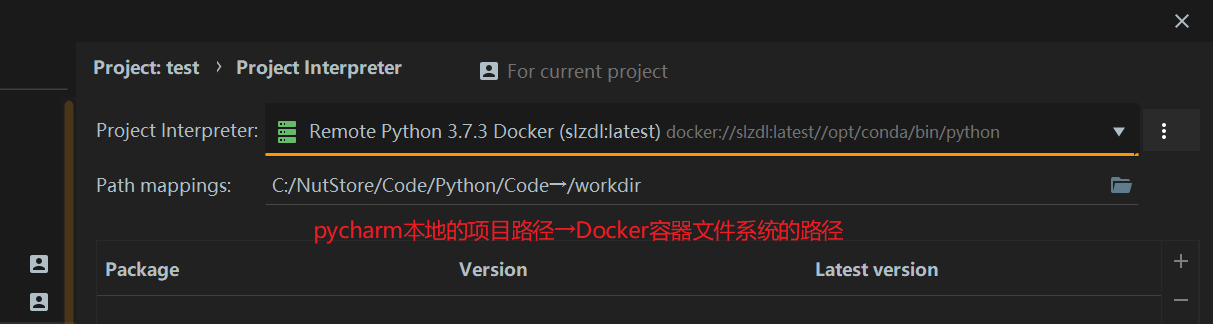 Project: test › Project Interpreter
For current project
Project Interpreter:
Remote Python 3.7.3 Docker (slzdl:latest) docker://slzdl:latest//opt/conda/bin/python
Path mappings:
C:/NutStore/Code/Python/Code→/workdir
pycharm本地的项目路径→Docker容器文件系统的路径
Package Version Latest version